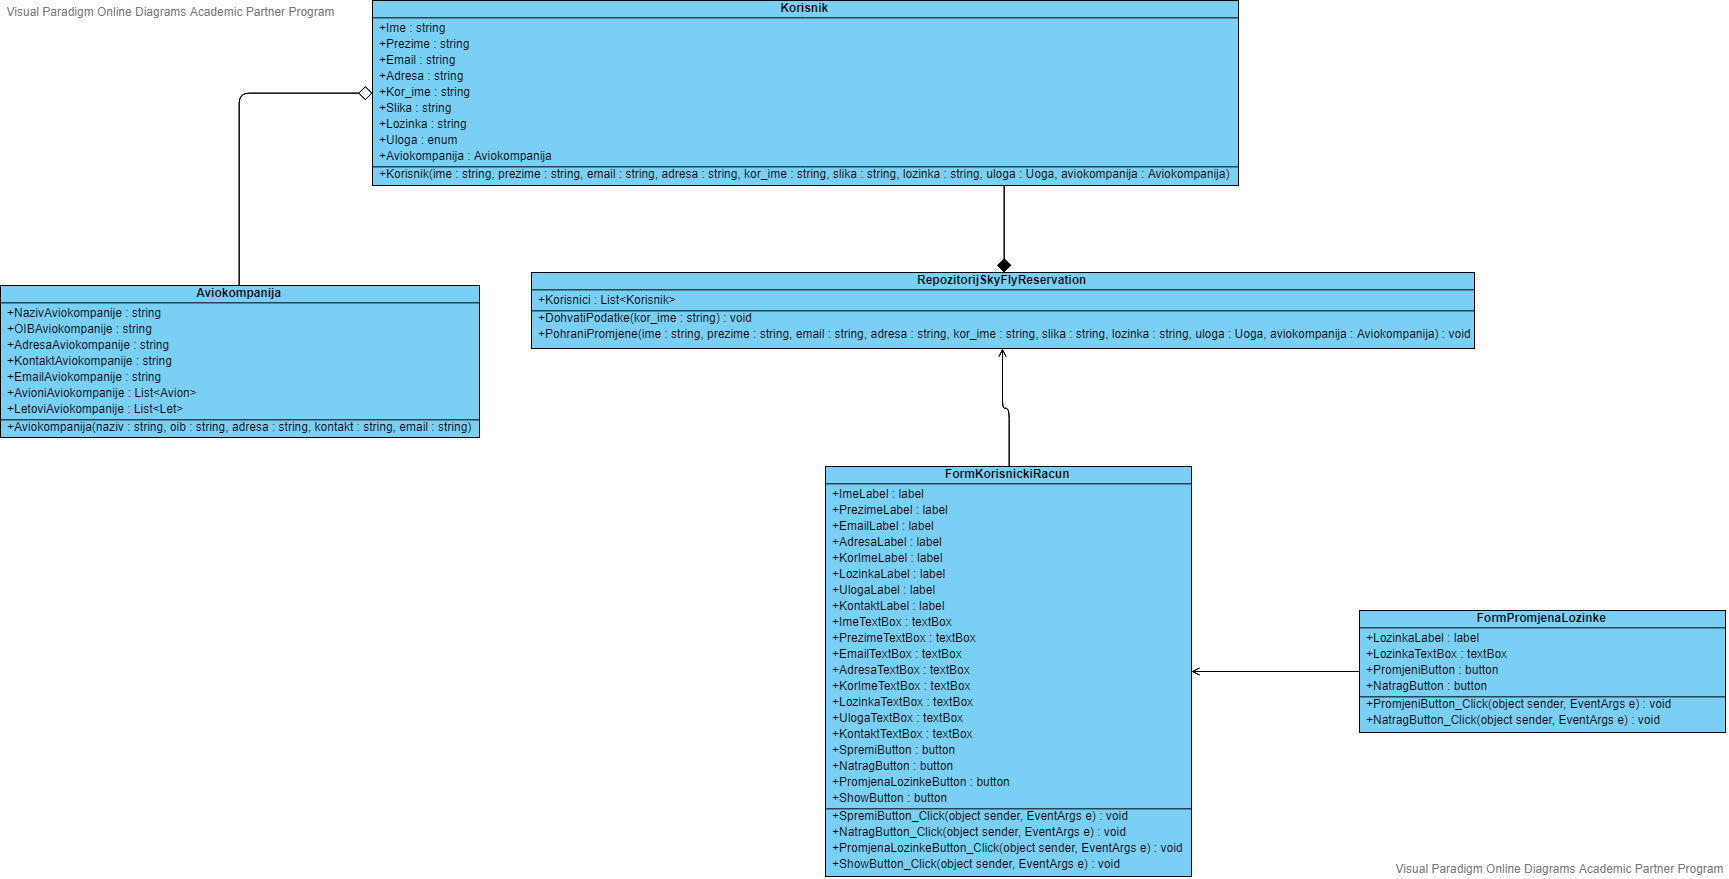 Visual Paradigm Online Diagrams Academic Partner Program
Korisnik
+Ime : string
+Prezime : string
+Email : string
+Adresa : string
+Kor_ime : string
+Slika : string
+Lozinka : string
+Uloga : enum
+Aviokompanija : Aviokompanija
+Korisnik(ime : string, prezime : string, email : string, adresa : string, kor_ime : string, slika : string, lozinka : string, uloga : Uoga, aviokompanija : Aviokompanija)
Aviokompanija
+NazivAviokompanije : string
+OIBAviokompanije : string
+AdresaAviokompanije : string
+KontaktAviokompanije : string
+EmailAviokompanije : string
+AvioniAviokompanije : List<Avion>
+LetoviAviokompanije : List<Let>
+Aviokompanija(naziv : string, oib : string, adresa : string, kontakt : string, email : string)
RepozitorijSkyFlyReservation
+Korisnici : List<Korisnik>
+DohvatiPodatke(kor_ime : string) : void
+PohraniPromjene(ime : string, prezime : string, email : string, adresa : string, kor_ime : string, slika : string, lozinka : string, uloga : Uoga, aviokompanija : Aviokompanija) : void
FormKorisnickiRacun
+ImeLabel : label
+PrezimeLabel : label
+EmailLabel : label
+AdresaLabel : label
+KorImeLabel : label
+LozinkaLabel : label
+UlogaLabel : label
+KontaktLabel : label
+ImeTextBox : textBox
+PrezimeTextBox : textBox
+EmailTextBox : textBox
+AdresaTextBox : textBox
+KorImeTextBox : textBox
+LozinkaTextBox : textBox
+UlogaTextBox : textBox
+KontaktTextBox : textBox
+SpremiButton : button
+NatragButton : button
+PromjenaLozinkeButton : button
+ShowButton : button
+SpremiButton_Click(object sender, EventArgs e) : void
+NatragButton_Click(object sender, EventArgs e) : void
+PromjenaLozinkeButton_Click(object sender, EventArgs e) : void
+ShowButton_Click(object sender, EventArgs e) : void
FormPromjenaLozinke
+LozinkaLabel : label
+LozinkaTextBox : textBox
+PromjeniButton : button
+NatragButton : button
+PromjeniButton_Click(object sender, EventArgs e) : void
+NatragButton_Click(object sender, EventArgs e) : void
Visual Paradigm Online Diagrams Academic Partner Program